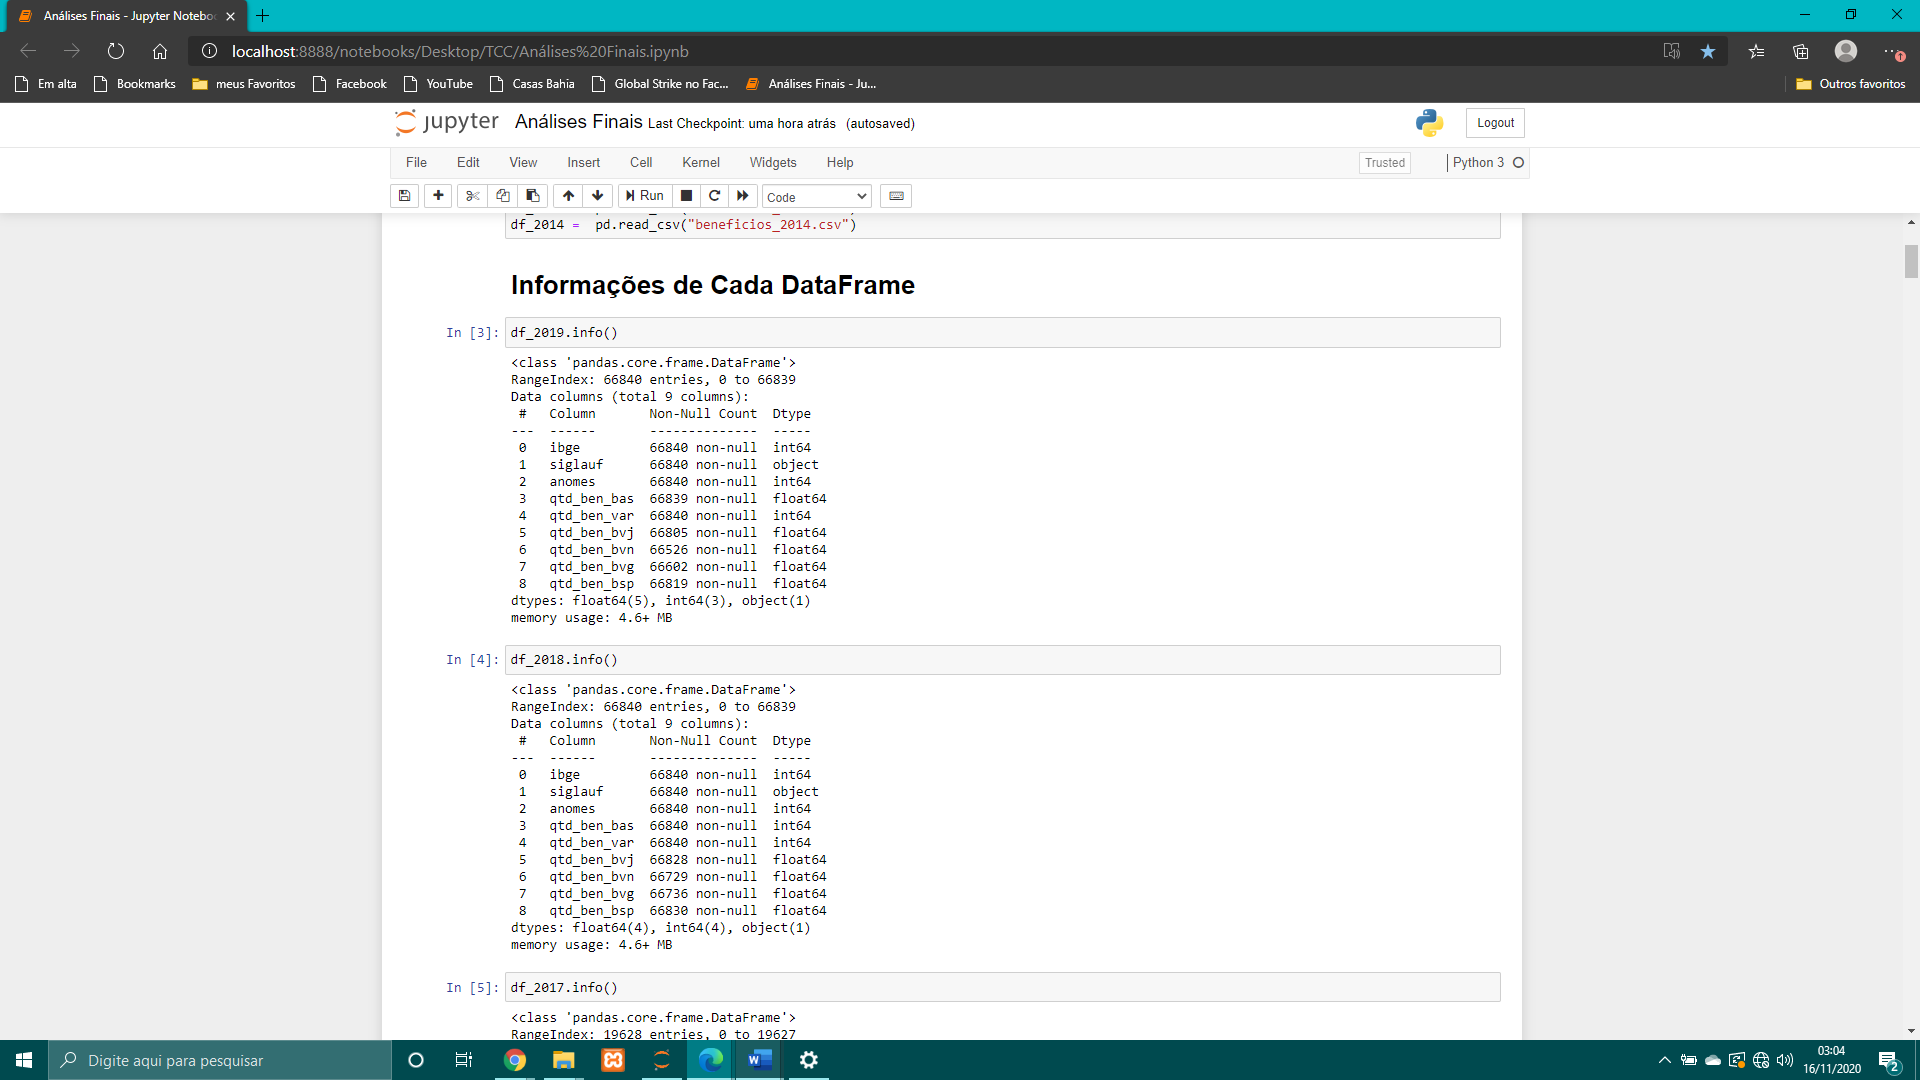 Análises Finais - Jupyter Notebo
localhost:8888/notebooks/Desktop/TCC/Análises%20Finais.ipynb
Em alta Bookmarks meus Favoritos Facebook YouTube Casas Bahia Global Strike no Fac... Análises Finais - Ju... Outros favoritos
jupyter Análises Finais Last Checkpoint: uma hora atrás (autosaved) Logout
File Edit View Insert Cell Kernel Widgets Help Trusted Python 3
Run Code
df_2014 = pd.read_csv("beneficios_2014.csv")
Informações de Cada DataFrame
In [3]: df_2019.info()
<class 'pandas.core.frame.DataFrame'>
RangeIndex: 66840 entries, 0 to 66839
Data columns (total 9 columns):
# Column Non-Null Count Dtype
--- ------ -------------- -----
0 ibge 66840 non-null int64
1 siglauf 66840 non-null object
2 anomes 66840 non-null int64
3 qtd_ben_bas 66839 non-null float64
4 qtd_ben_var 66840 non-null int64
5 qtd_ben_bvj 66805 non-null float64
6 qtd_ben_bvn 66526 non-null float64
7 qtd_ben_bvg 66602 non-null float64
8 qtd_ben_bsp 66819 non-null float64
dtypes: float64(5), int64(3), object(1)
memory usage: 4.6+ MB
In [4]: df_2018.info()
<class 'pandas.core.frame.DataFrame'>
RangeIndex: 66840 entries, 0 to 66839
Data columns (total 9 columns):
# Column Non-Null Count Dtype
--- ------ -------------- -----
0 ibge 66840 non-null int64
1 siglauf 66840 non-null object
2 anomes 66840 non-null int64
3 qtd_ben_bas 66840 non-null int64
4 qtd_ben_var 66840 non-null int64
5 qtd_ben_bvj 66828 non-null float64
6 qtd_ben_bvn 66729 non-null float64
7 qtd_ben_bvg 66736 non-null float64
8 qtd_ben_bsp 66830 non-null float64
dtypes: float64(4), int64(4), object(1)
memory usage: 4.6+ MB
In [5]: df_2017.info()
<class 'pandas.core.frame.DataFrame'>
RangeIndex: 19628 entries, 0 to 19627
Digite aqui para pesquisar
03:04
16/11/2020
2